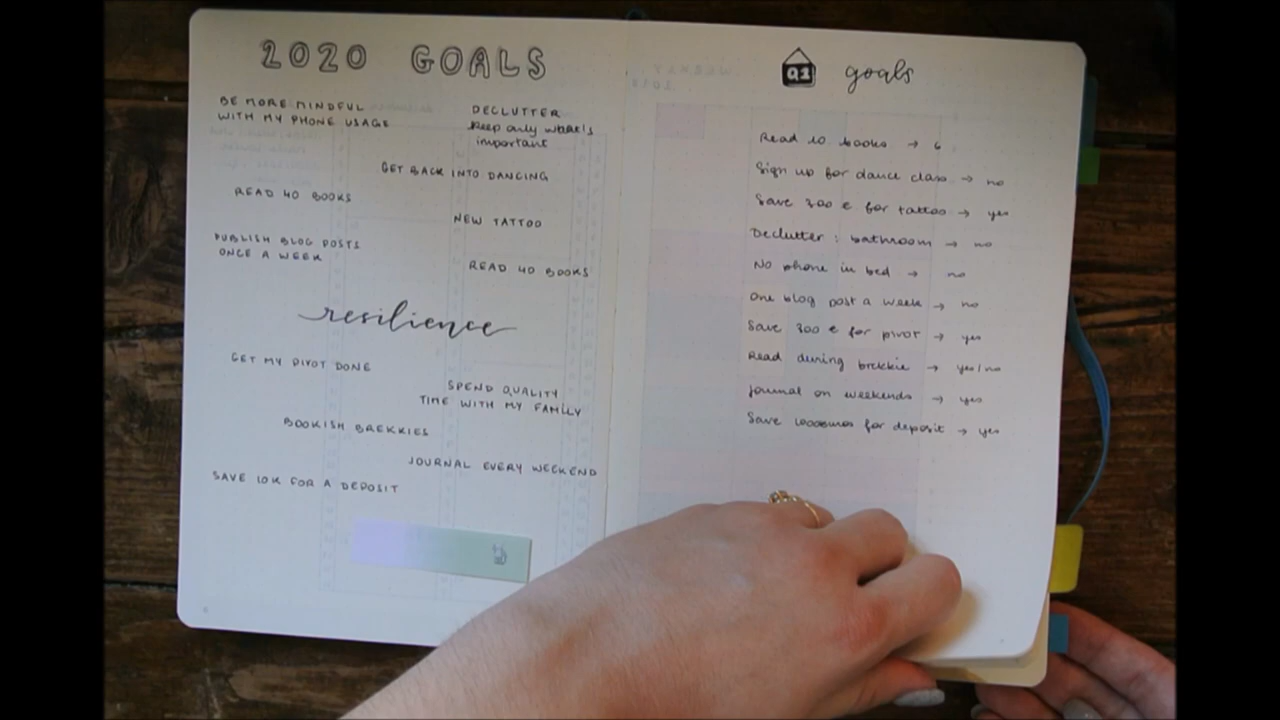 2020 GOALS
BE MORE MINDFUL
WITH MY PHONE USAGE
DECLUTTER
keep only what's
important
GET BACK INTO DANCING
READ 40 BOOKS
NEW TATTOO
PUBLISH BLOG POSTS
ONCE A WEEK
READ 40 BOOKS
resilience
GET MY PIVOT DONE
SPEND QUALITY
TIME WITH MY FAMILY
BOOKISH BREKKIES
JOURNAL EVERY WEEKEND
SAVE 10K FOR A DEPOSIT
Q1 goals
Read 10 books → 6
Sign up for dance class → no
Save 300 € for tattoo → yes
Declutter: bathroom → no
No phone in bed → no
One blog post a week → no
Save 300 € for pivot → yes
Read during brekkie → yes/no
Journal on weekends → yes
Save for deposit → yes